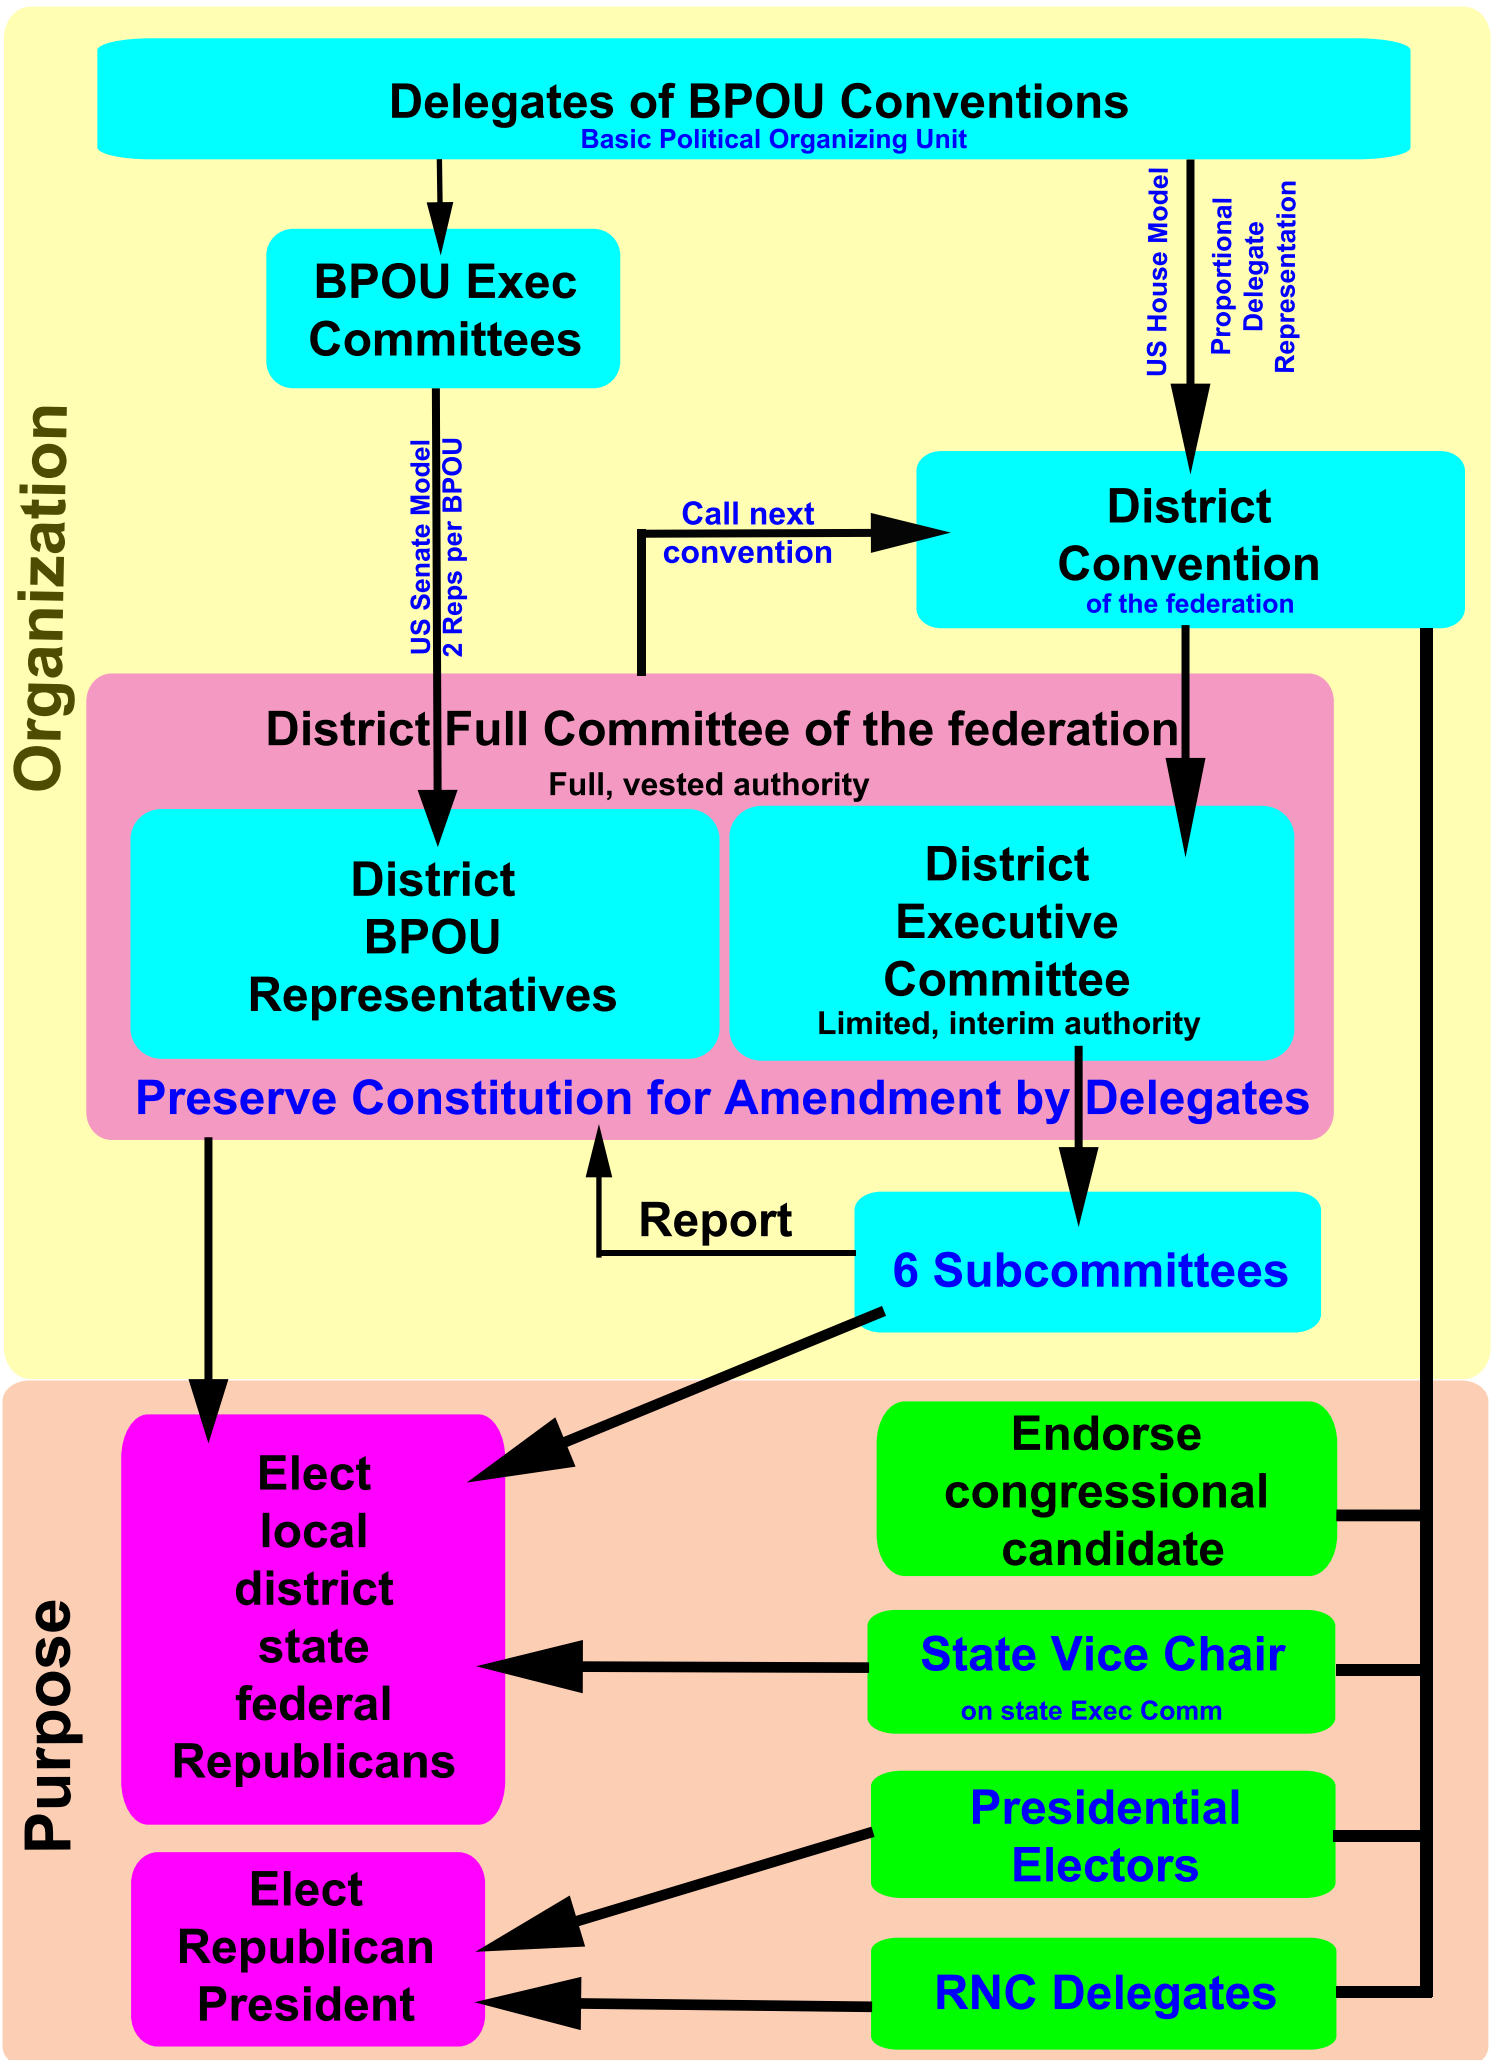 Delegates of BPOU Conventions
Basic Political Organizing Unit
BPOU Exec
Committees
US House Model
Proportional
Delegate
Representation
Organization
US Senate Model
2 Reps per BPOU
Call next
convention
District
Convention
of the federation
District Full Committee of the federation
Full, vested authority
District
BPOU
Representatives
District
Executive
Committee
Limited, interim authority
Preserve Constitution for Amendment by Delegates
Report
6 Subcommittees
Purpose
Elect
local
district
state
federal
Republicans
Endorse
congressional
candidate
State Vice Chair
on state Exec Comm
Presidential
Electors
Elect
Republican
President
RNC Delegates